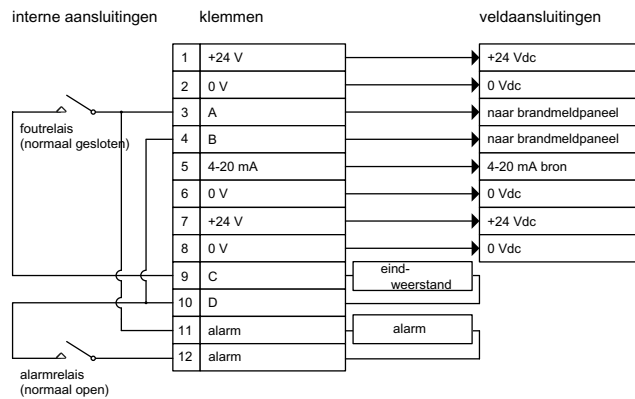 interne aansluitingen klemmen veldaansluitingen
1 +24 V +24 Vdc
2 0 V 0 Vdc
3 A naar brandmeldpaneel
foutrelais
(normaal gesloten)
4 B naar brandmeldpaneel
5 4-20 mA 4-20 mA bron
6 0 V 0 Vdc
7 +24 V +24 Vdc
8 0 V 0 Vdc
9 C eind-
weerstand
10 D
11 alarm alarm
12 alarm
alarmrelais
(normaal open)